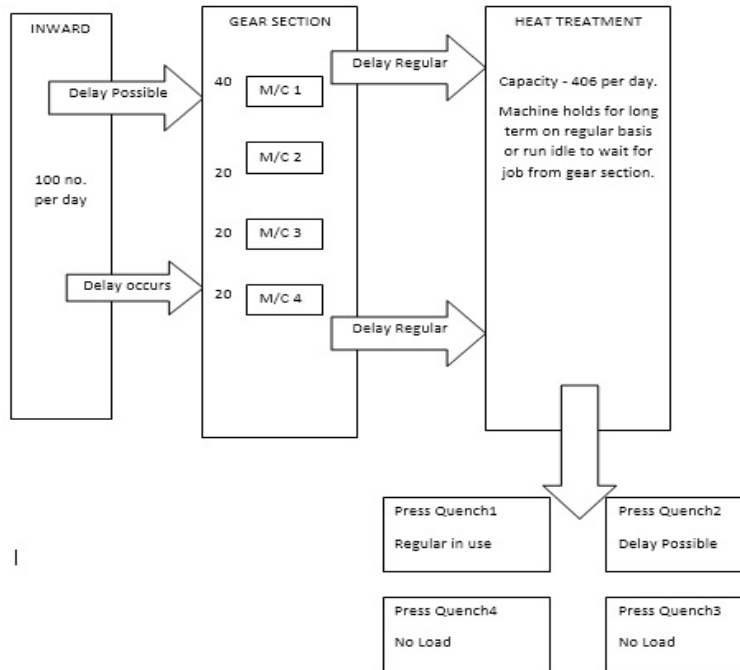 INWARD
Delay Possible
100 no.
per day
Delay occurs
GEAR SECTION
40
M/C 1
M/C 2
20
20
M/C 3
20
M/C 4
Delay Regular
Delay Regular
HEAT TREATMENT
Capacity - 406 per day.
Machine holds for long
term on regular basis
or run idle to wait for
job from gear section.
Press Quench1
Regular in use
Press Quench2
Delay Possible
Press Quench4
No Load
Press Quench3
No Load